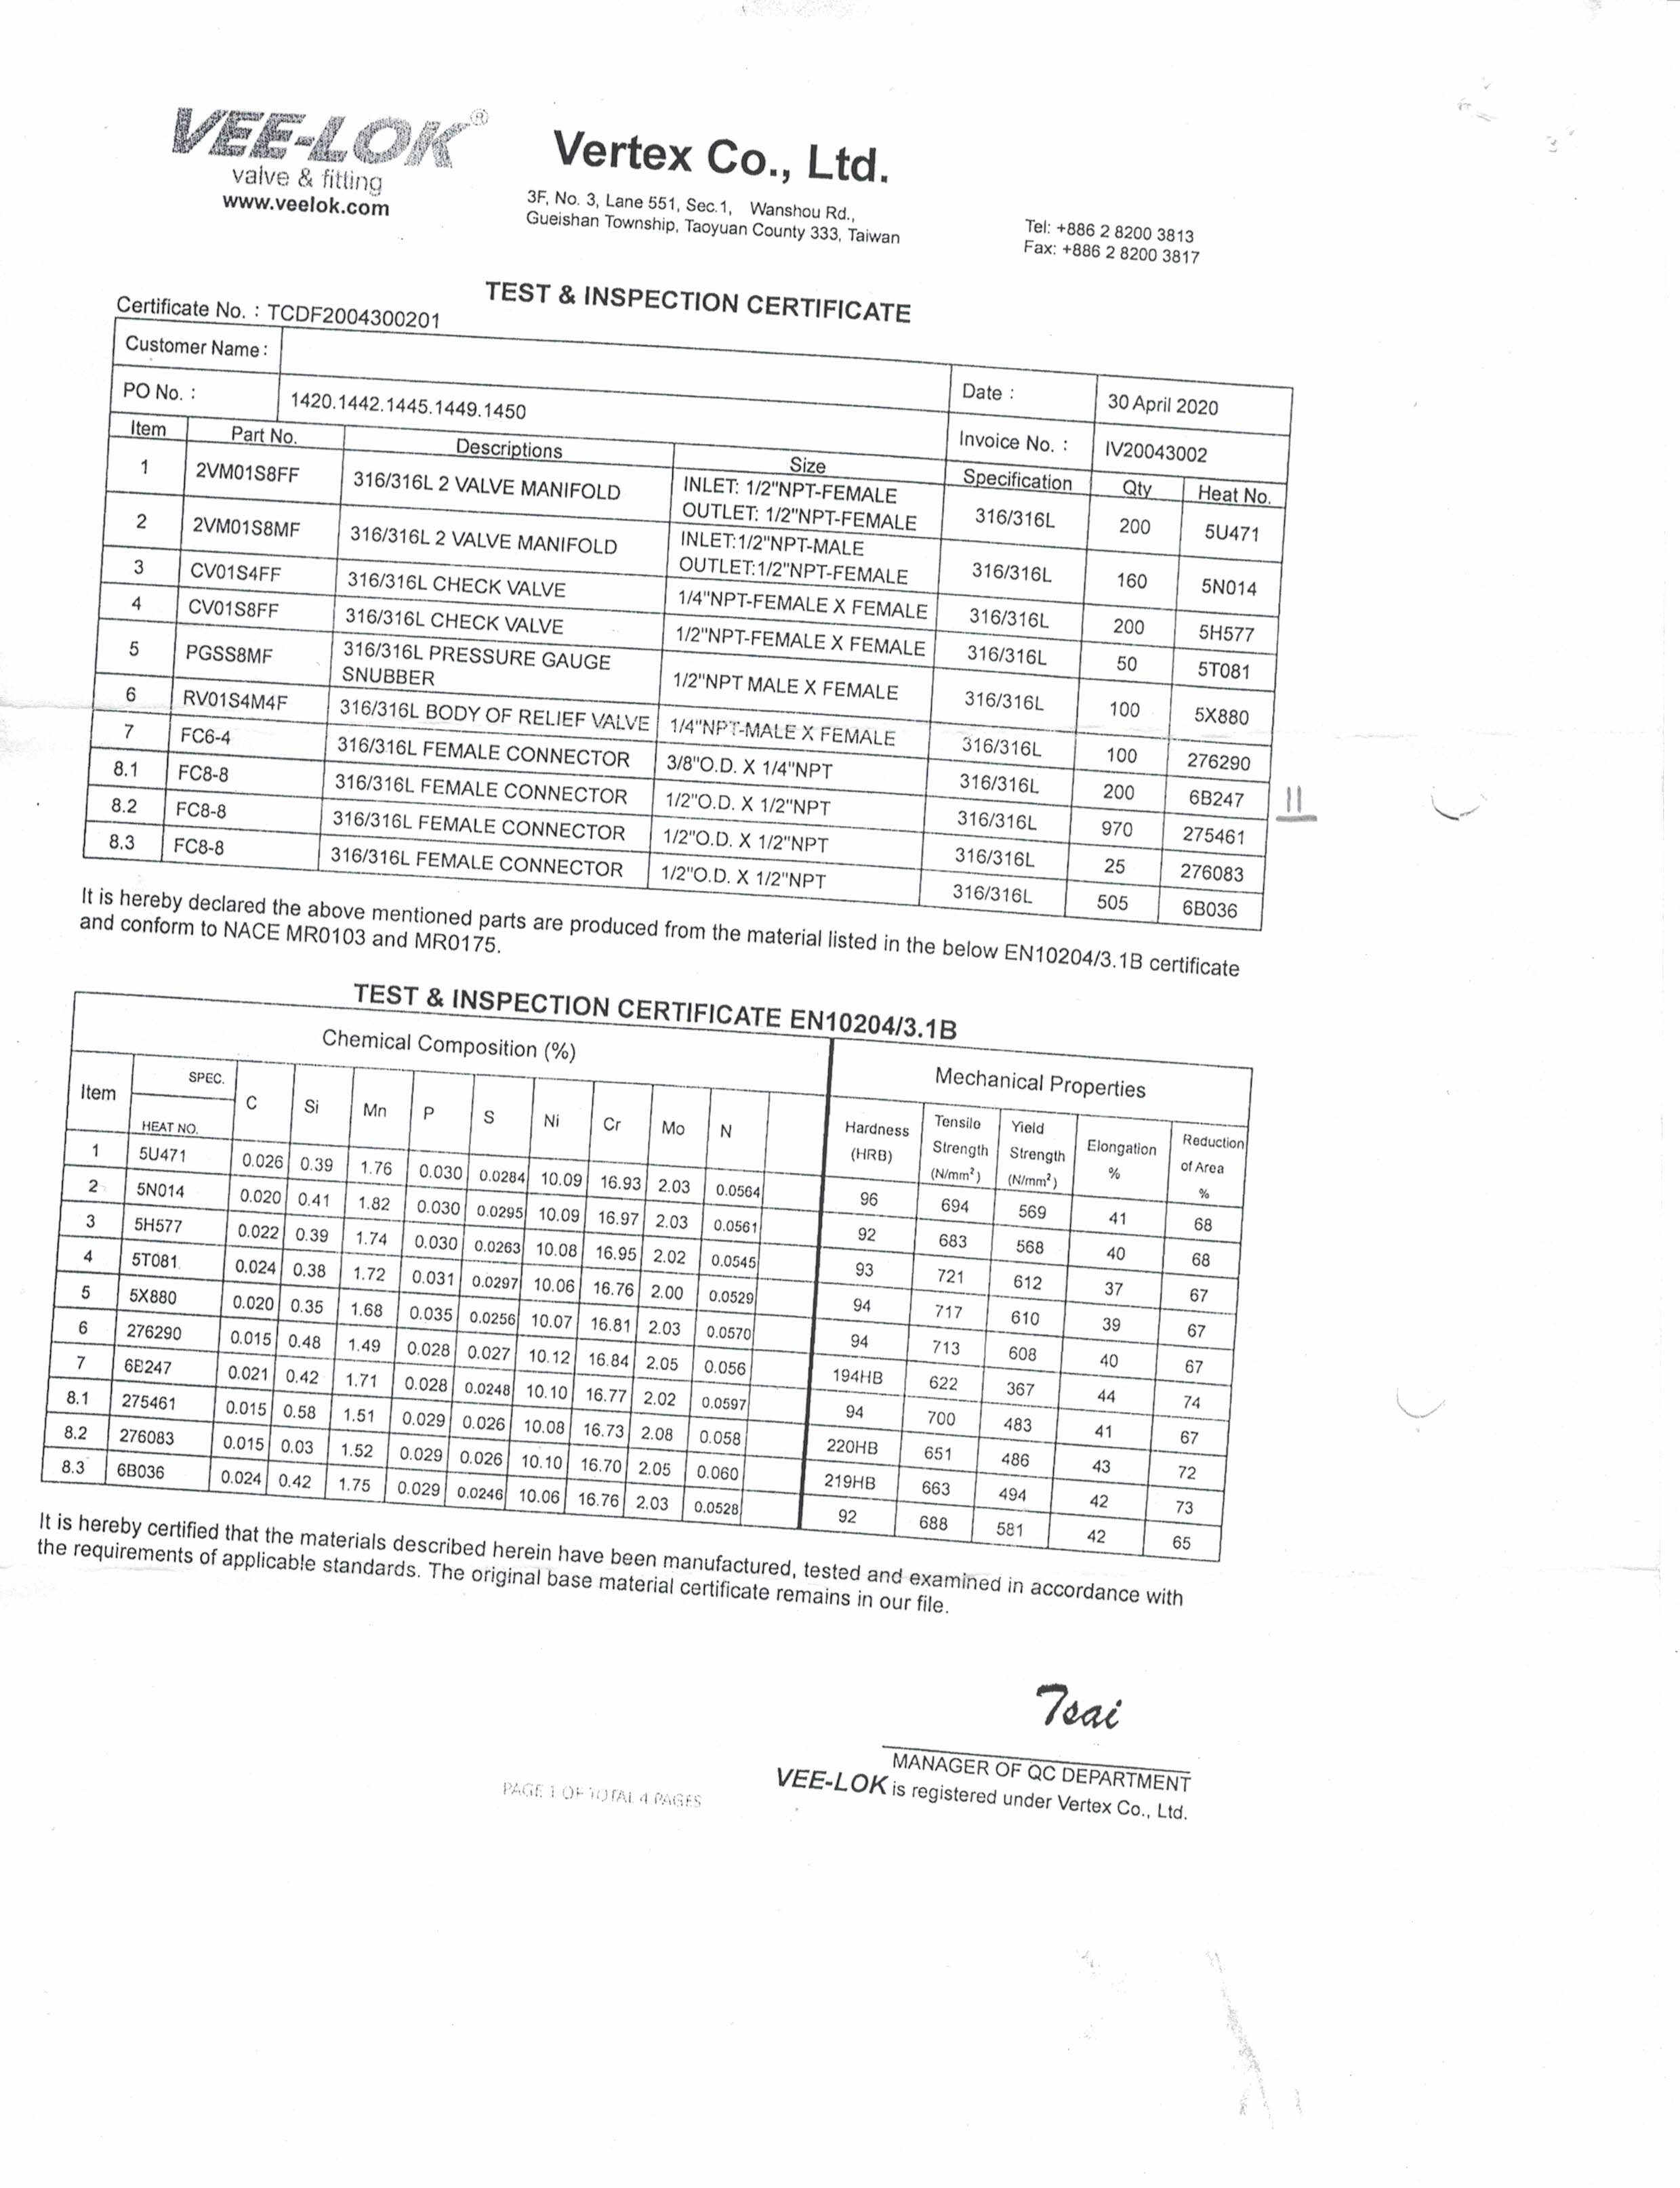 VEE-LOK®
valve & fitting
www.veelok.com
Vertex Co., Ltd.
3F, No. 3, Lane 551, Sec.1, Wanshou Rd.,
Gueishan Township, Taoyuan County 333, Taiwan
Tel: +886 2 8200 3813
Fax: +886 2 8200 3817
TEST & INSPECTION CERTIFICATE
Certificate No. : TCDF2004300201
Customer Name : Date : 30 April 2020
PO No. : 1420.1442.1445.1449.1450 Invoice No. : IV20043002
Item Part No. Descriptions Size Specification Qty Heat No.
1 2VM01S8FF 316/316L 2 VALVE MANIFOLD INLET: 1/2"NPT-FEMALE 316/316L 200 5U471
OUTLET: 1/2"NPT-FEMALE
2 2VM01S8MF 316/316L 2 VALVE MANIFOLD INLET:1/2"NPT-MALE 316/316L 160 5N014
OUTLET:1/2"NPT-FEMALE
3 CV01S4FF 316/316L CHECK VALVE 1/4"NPT-FEMALE X FEMALE 316/316L 200 5H577
4 CV01S8FF 316/316L CHECK VALVE 1/2"NPT-FEMALE X FEMALE 316/316L 50 5T081
5 PGSS8MF 316/316L PRESSURE GAUGE 1/2"NPT MALE X FEMALE 316/316L 100 5X880
SNUBBER
6 RV01S4M4F 316/316L BODY OF RELIEF VALVE 1/4"NPT-MALE X FEMALE 316/316L 100 276290
7 FC6-4 316/316L FEMALE CONNECTOR 3/8"O.D. X 1/4"NPT 316/316L 200 6B247
8.1 FC8-8 316/316L FEMALE CONNECTOR 1/2"O.D. X 1/2"NPT 316/316L 970 275461
8.2 FC8-8 316/316L FEMALE CONNECTOR 1/2"O.D. X 1/2"NPT 316/316L 25 276083
8.3 FC8-8 316/316L FEMALE CONNECTOR 1/2"O.D. X 1/2"NPT 316/316L 505 6B036
It is hereby declared the above mentioned parts are produced from the material listed in the below EN10204/3.1B certificate
and conform to NACE MR0103 and MR0175.
TEST & INSPECTION CERTIFICATE EN10204/3.1B
Chemical Composition (%) Mechanical Properties
Item SPEC. HEAT NO. C Si Mn P S Ni Cr Mo N Hardness (HRB) Tensile Strength (N/mm²) Yield Strength (N/mm²) Elongation % Reduction of Area %
1 5U471 0.026 0.39 1.76 0.030 0.0284 10.09 16.93 2.03 0.0564 96 694 569 41 68
2 5N014 0.020 0.41 1.82 0.030 0.0295 10.09 16.97 2.03 0.0561 92 683 568 40 68
3 5H577 0.022 0.39 1.74 0.030 0.0263 10.08 16.95 2.02 0.0545 93 721 612 37 67
4 5T081 0.024 0.38 1.72 0.031 0.0297 10.06 16.76 2.00 0.0529 94 717 610 39 67
5 5X880 0.020 0.35 1.68 0.035 0.0256 10.07 16.81 2.03 0.0570 94 713 608 40 67
6 276290 0.015 0.48 1.49 0.028 0.027 10.12 16.84 2.05 0.056 194HB 622 367 44 74
7 6B247 0.021 0.42 1.71 0.028 0.0248 10.10 16.77 2.02 0.0597 94 700 483 41 67
8.1 275461 0.015 0.58 1.51 0.029 0.026 10.08 16.73 2.08 0.058 220HB 651 486 43 72
8.2 276083 0.015 0.03 1.52 0.029 0.026 10.10 16.70 2.05 0.060 219HB 663 494 42 73
8.3 6B036 0.024 0.42 1.75 0.029 0.0246 10.06 16.76 2.03 0.0528 92 688 581 42 65
It is hereby certified that the materials described herein have been manufactured, tested and examined in accordance with
the requirements of applicable standards. The original base material certificate remains in our file.
Tsai
MANAGER OF QC DEPARTMENT
VEE-LOK is registered under Vertex Co., Ltd.
PAGE 1 OF TOTAL 4 PAGES